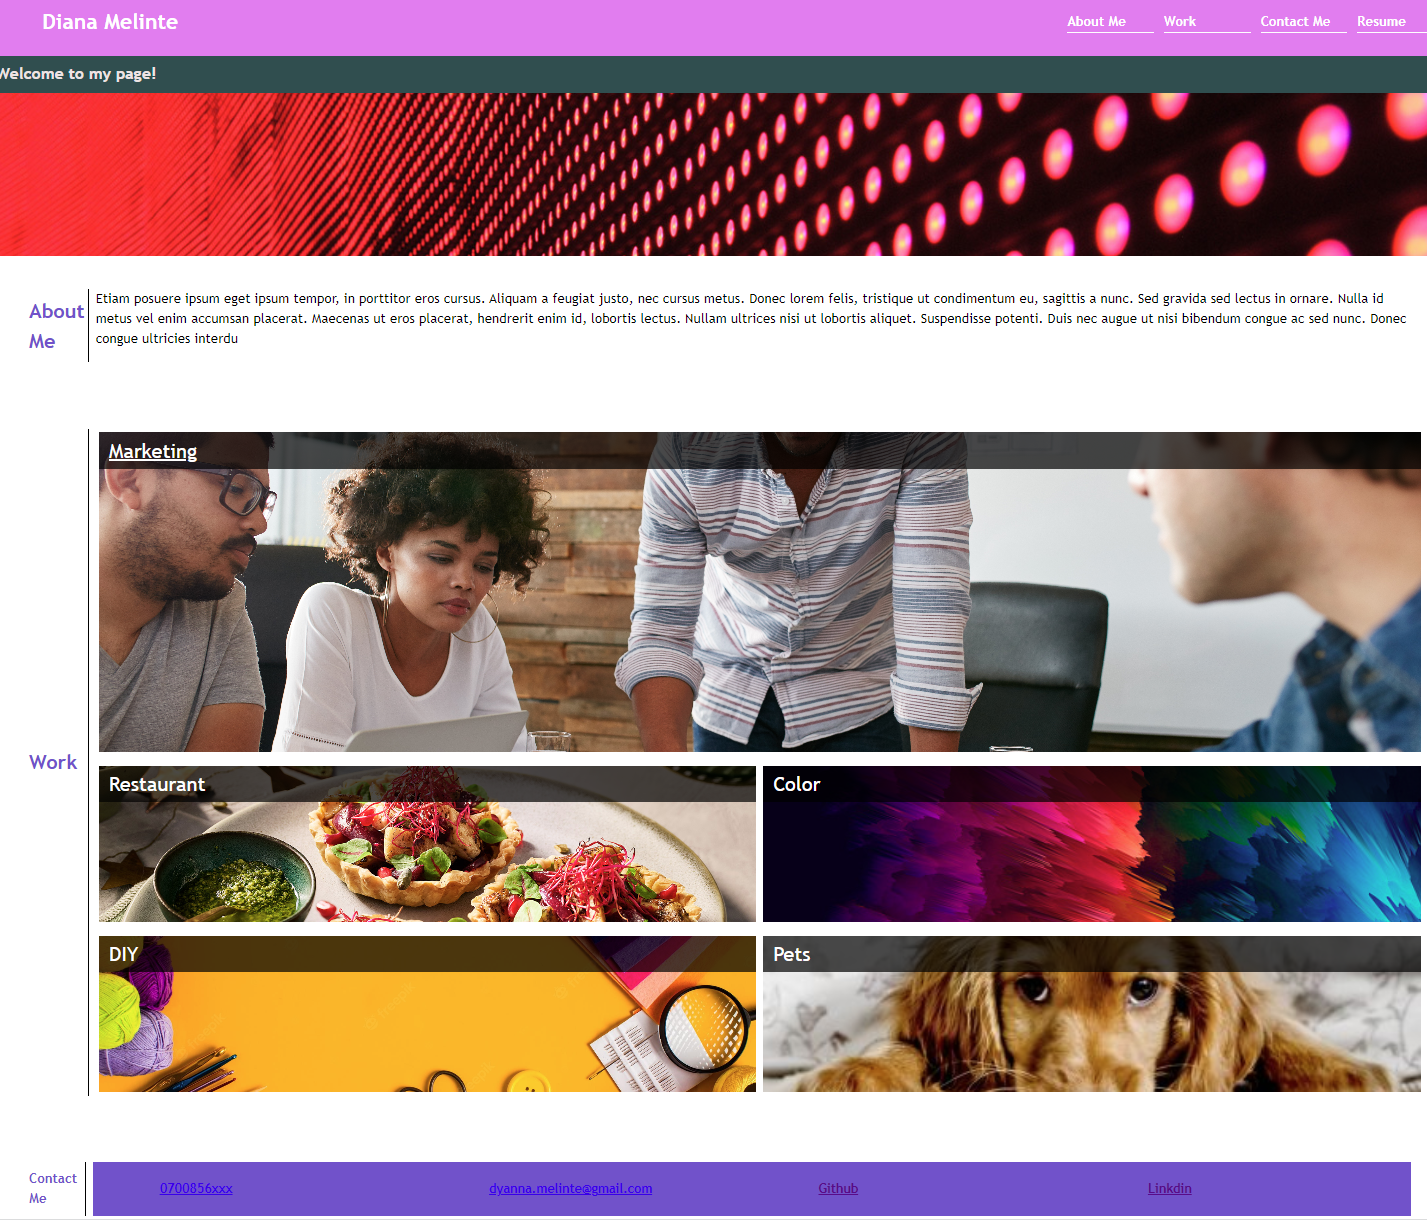 Diana Melinte
About Me
Work
Contact Me
Resume
Welcome to my page!
About
Me
Etiam posuere ipsum eget ipsum tempor, in porttitor eros cursus. Aliquam a feugiat justo, nec cursus metus. Donec lorem felis, tristique ut condimentum eu, sagittis a nunc. Sed gravida sed lectus in ornare. Nulla id
metus vel enim accumsan placerat. Maecenas ut eros placerat, hendrerit enim id, lobortis lectus. Nullam ultrices nisi ut lobortis aliquet. Suspendisse potenti. Duis nec augue ut nisi bibendum congue ac sed nunc. Donec
congue ultricies interdu
Marketing
Work
Restaurant
Color
DIY
Pets
Contact
Me
0700856xxx
dyanna.melinte@gmail.com
Github
Linkdin